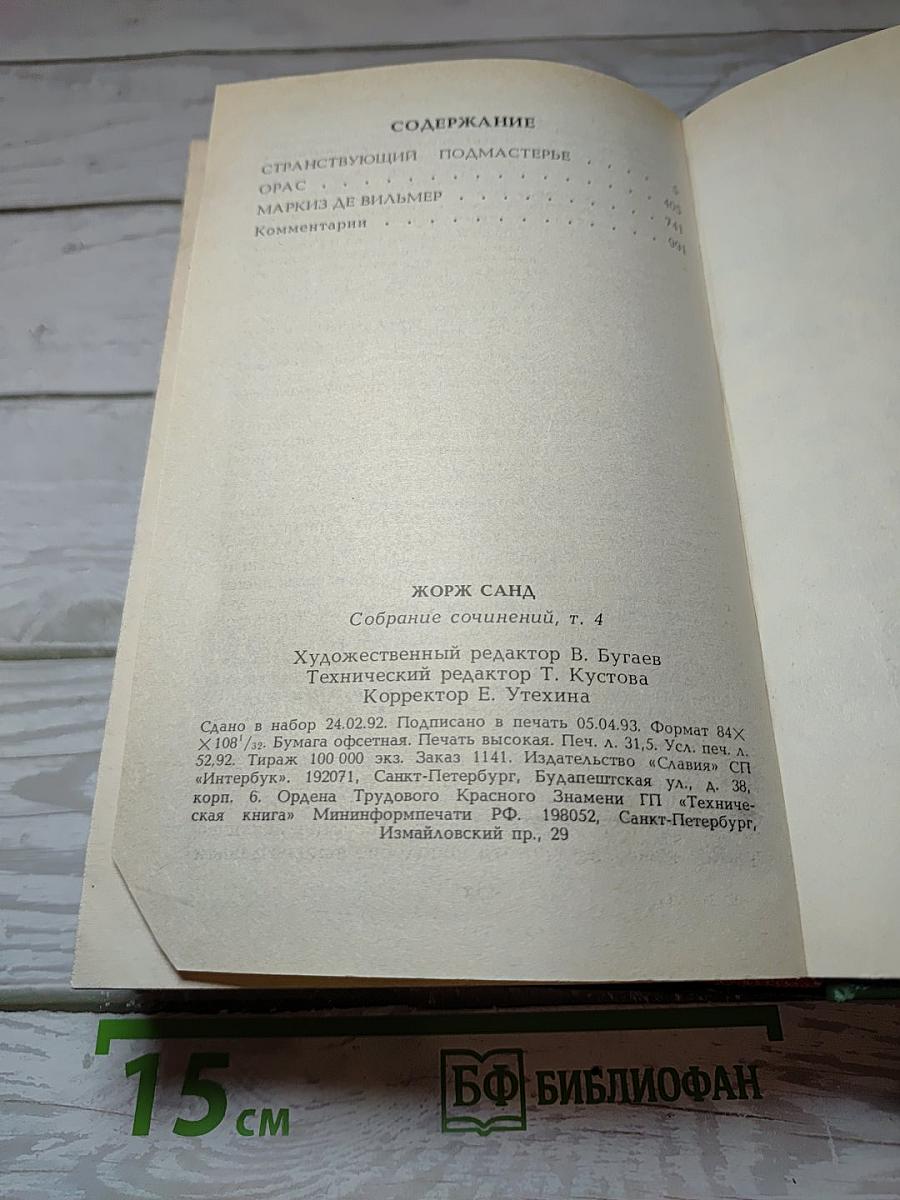 СОДЕРЖАНИЕ
СТРАНСТВУЮЩИЙ ПОДМАСТЕРЬЕ . . . . 5
ОРАС . . . . . . . . . . . . . . 405
МАРКИЗ ДЕ ВИЛЬМЕР . . . . . . . . 741
Комментарии . . . . . . . . . . . 991
ЖОРЖ САНД
Собрание сочинений, т. 4
Художественный редактор В. Бугаев
Технический редактор Т. Кустова
Корректор Е. Утехина
Сдано в набор 24.02.92. Подписано в печать 05.04.93. Формат 84×
×108¹/₃₂. Бумага офсетная. Печать высокая. Печ. л. 31,5. Усл. печ. л.
52,92. Тираж 100 000 экз. Заказ 1141. Издательство «Славия» СП
«Интербук». 192071, Санкт-Петербург, Будапештская ул., д. 38,
корп. 6. Ордена Трудового Красного Знамени ГП «Техниче-
ская книга» Мининформпечати РФ. 198052, Санкт-Петербург,
Измайловский пр., 29
15 см
БФ БИБЛИОФАН